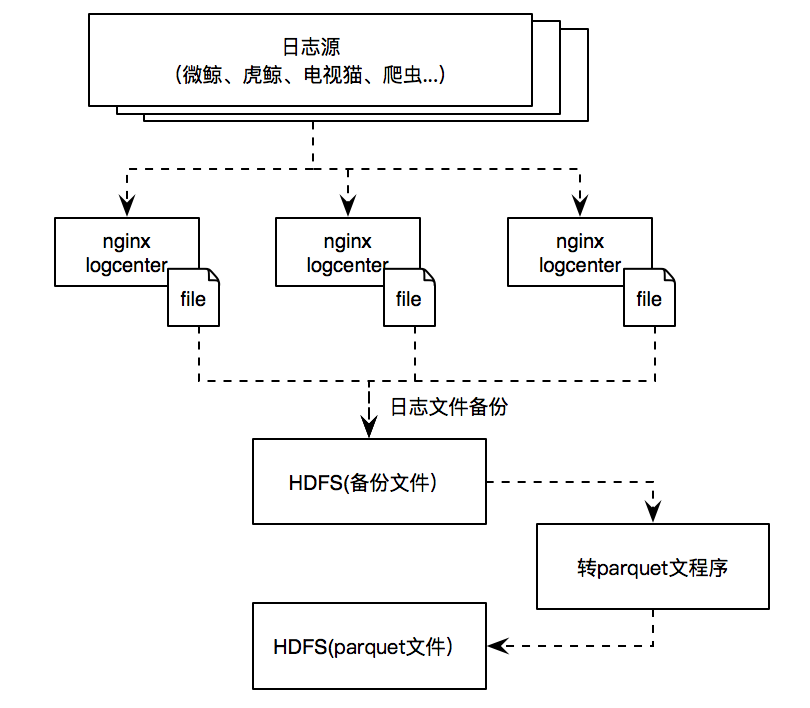 日志源
（微鲸、虎鲸、电视猫、爬虫...）
nginx
logcenter
file
nginx
logcenter
file
nginx
logcenter
file
日志文件备份
HDFS(备份文件）
转parquet文程序
HDFS(parquet文件）